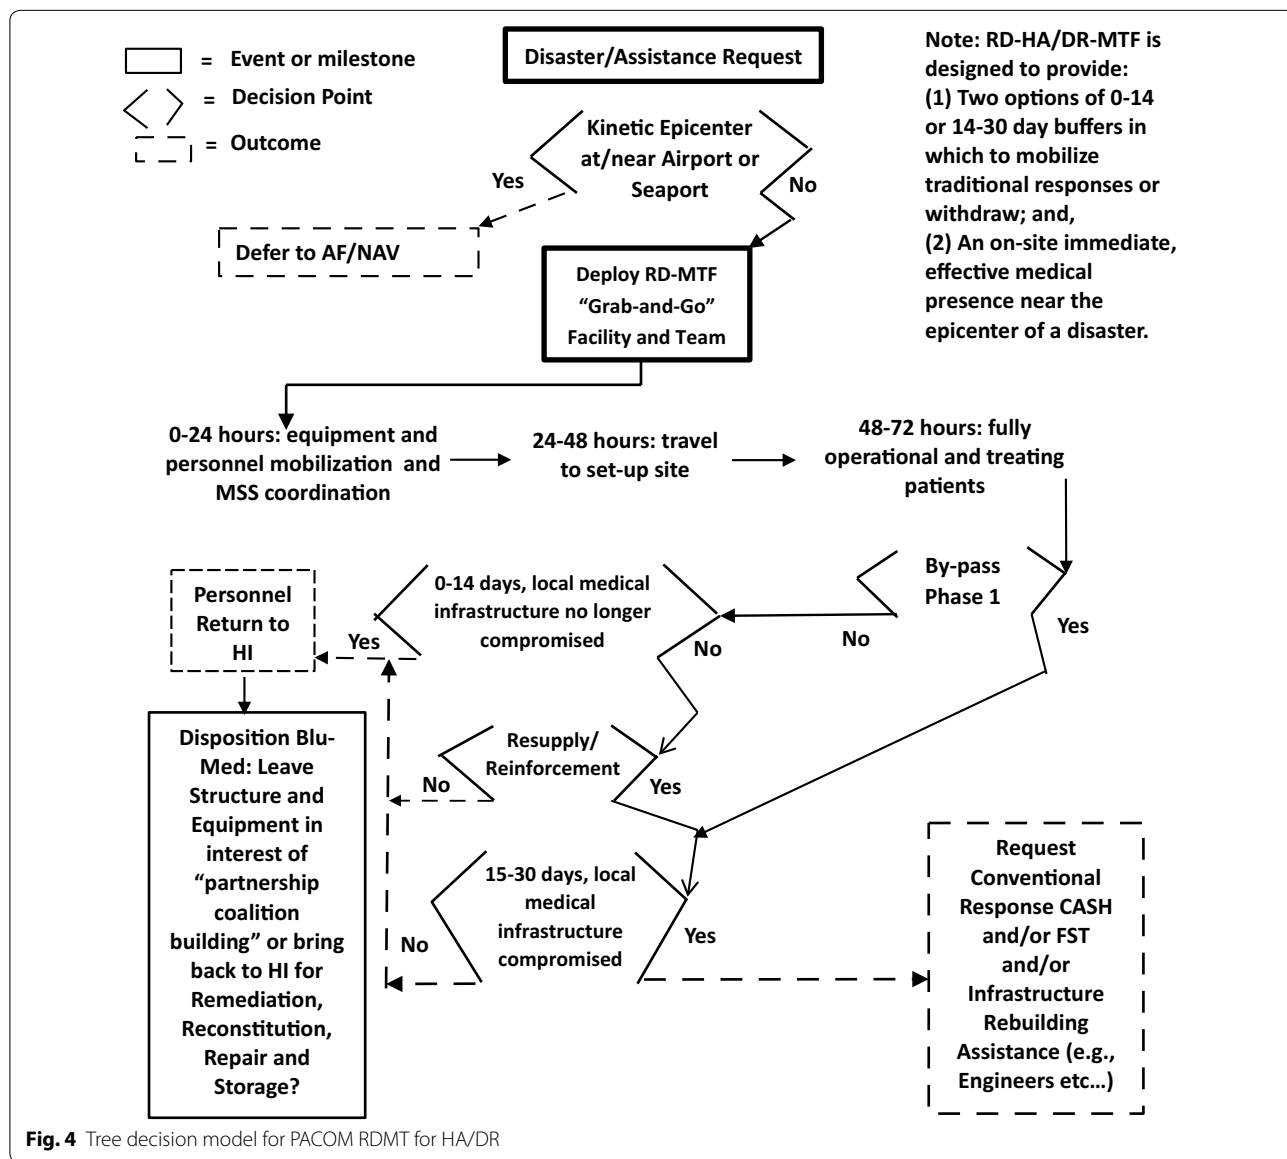 = Event or milestone
= Decision Point
= Outcome
Disaster/Assistance Request
Note: RD-HA/DR-MTF is
designed to provide:
(1) Two options of 0-14
or 14-30 day buffers in
which to mobilize
traditional responses or
withdraw; and,
(2) An on-site immediate,
effective medical
presence near the
epicenter of a disaster.
Kinetic Epicenter
at/near Airport or
Seaport
Yes
No
Defer to AF/NAV
Deploy RD-MTF
“Grab-and-Go”
Facility and Team
0-24 hours: equipment and
personnel mobilization and
MSS coordination
24-48 hours: travel
to set-up site
48-72 hours: fully
operational and treating
patients
By-pass
Phase 1
No
Yes
0-14 days, local medical
infrastructure no longer
compromised
Yes
No
Personnel
Return to
HI
Resupply/
Reinforcement
No
Yes
15-30 days, local
medical
infrastructure
compromised
No
Yes
Disposition Blu-
Med: Leave
Structure and
Equipment in
interest of
“partnership
coalition
building” or bring
back to HI for
Remediation,
Reconstitution,
Repair and
Storage?
Request
Conventional
Response CASH
and/or FST
and/or
Infrastructure
Rebuilding
Assistance (e.g.,
Engineers etc…)
Fig. 4 Tree decision model for PACOM RDMT for HA/DR